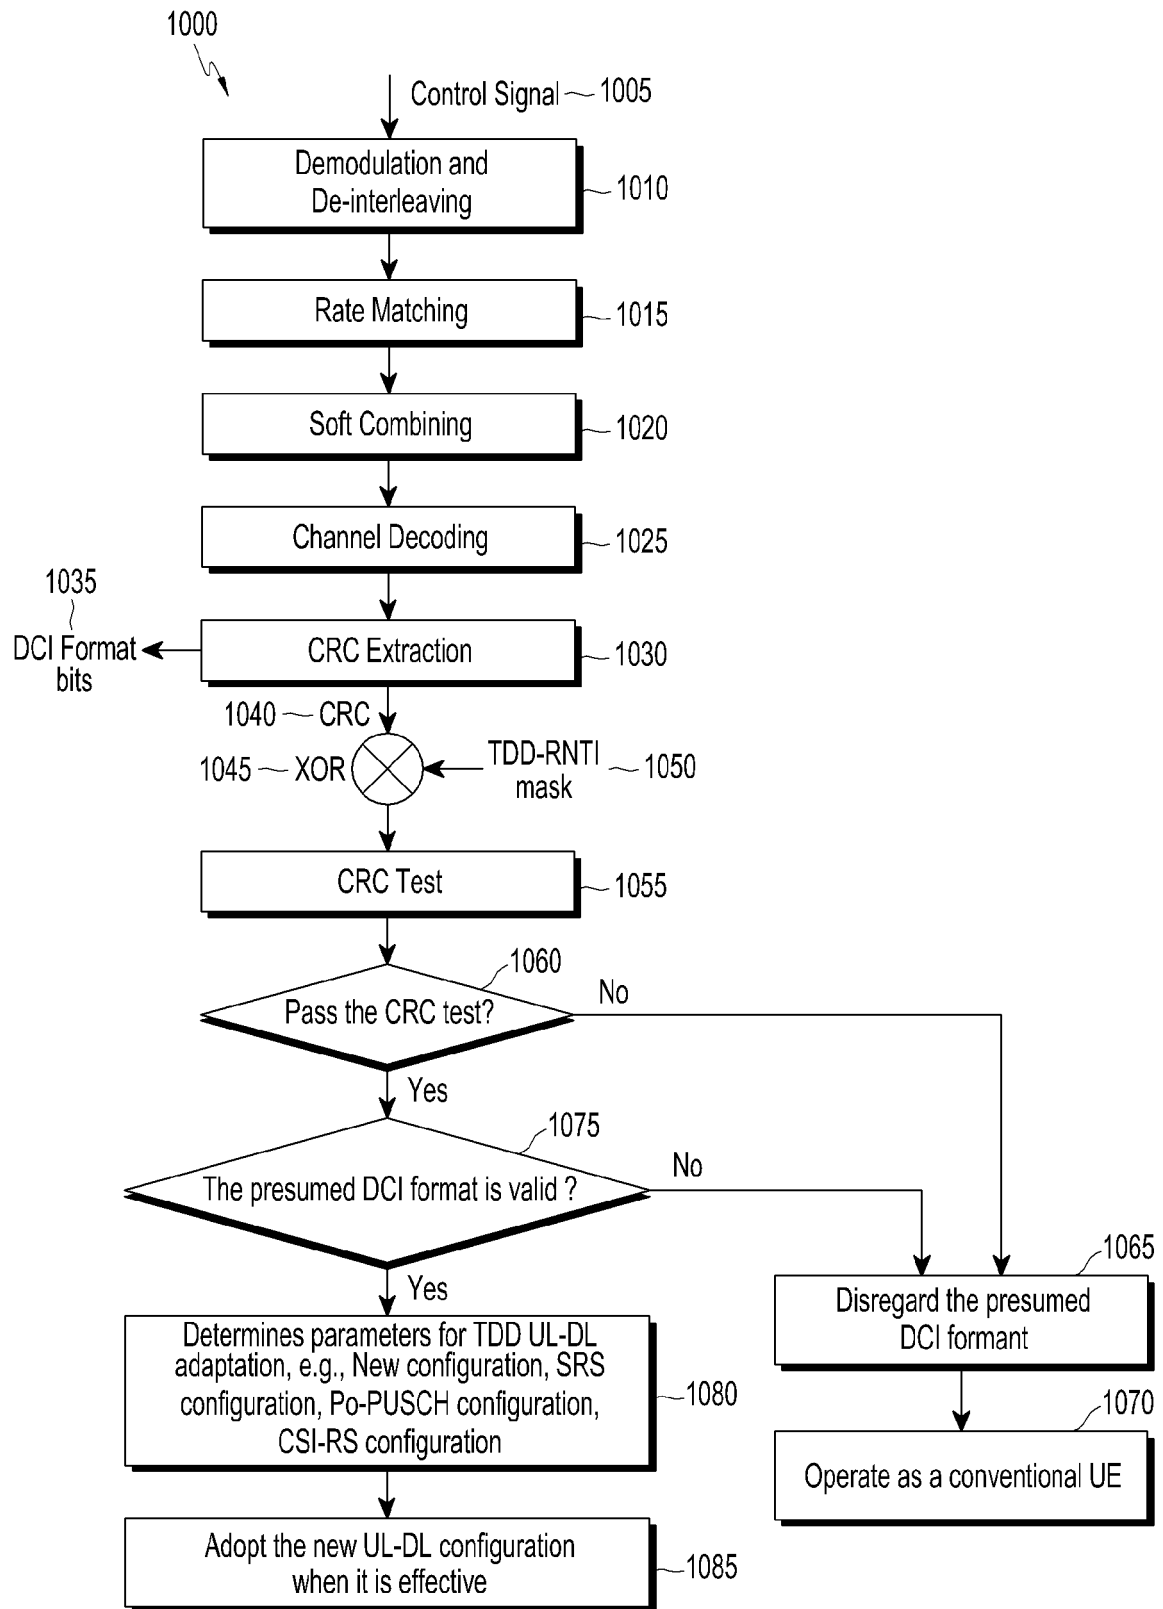 1000
Control Signal
1005
Demodulation and
De-interleaving
1010
Rate Matching
1015
Soft Combining
1020
Channel Decoding
1025
1035
DCI Format
bits
CRC Extraction
1030
1040
CRC
1045
XOR
TDD-RNTI
mask
1050
CRC Test
1055
1060
Pass the CRC test?
No
Yes
1075
The presumed DCI format is valid ?
No
Yes
1065
Disregard the presumed
DCI formant
Determines parameters for TDD UL-DL
adaptation, e.g., New configuration, SRS
configuration, Po-PUSCH configuration,
CSI-RS configuration
1080
1070
Operate as a conventional UE
Adopt the new UL-DL configuration
when it is effective
1085